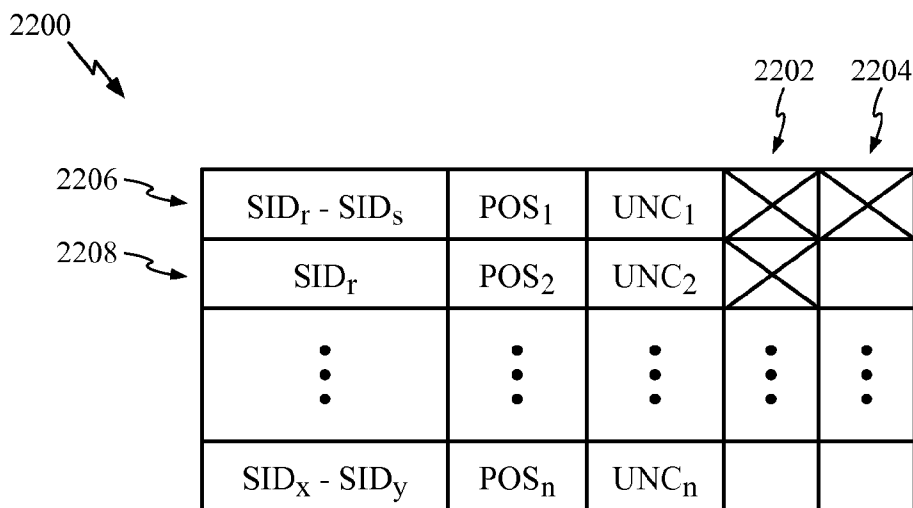 2200
2202 2204
2206
SIDr - SIDs POS1 UNC1
2208
SIDr POS2 UNC2
SIDx - SIDy POSn UNCn